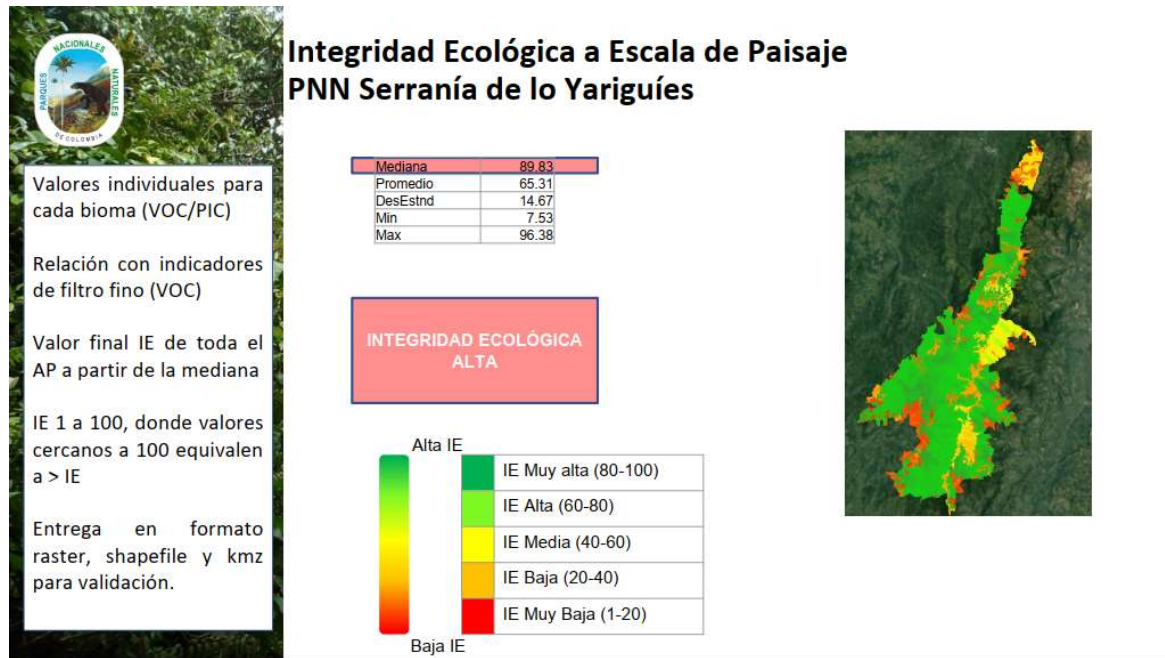 PARQUES NACIONALES NATURALES
DE COLOMBIA
Integridad Ecológica a Escala de Paisaje
PNN Serranía de lo Yariguíes
Valores individuales para
cada bioma (VOC/PIC)
Relación con indicadores
de filtro fino (VOC)
Valor final IE de toda el
AP a partir de la mediana
IE 1 a 100, donde valores
cercanos a 100 equivalen
a > IE
Entrega en formato
raster, shapefile y kmz
para validación.
Mediana 89.83
Promedio 65.31
DesEstnd 14.67
Min 7.53
Max 96.38
INTEGRIDAD ECOLÓGICA
ALTA
Alta IE
IE Muy alta (80-100)
IE Alta (60-80)
IE Media (40-60)
IE Baja (20-40)
IE Muy Baja (1-20)
Baja IE